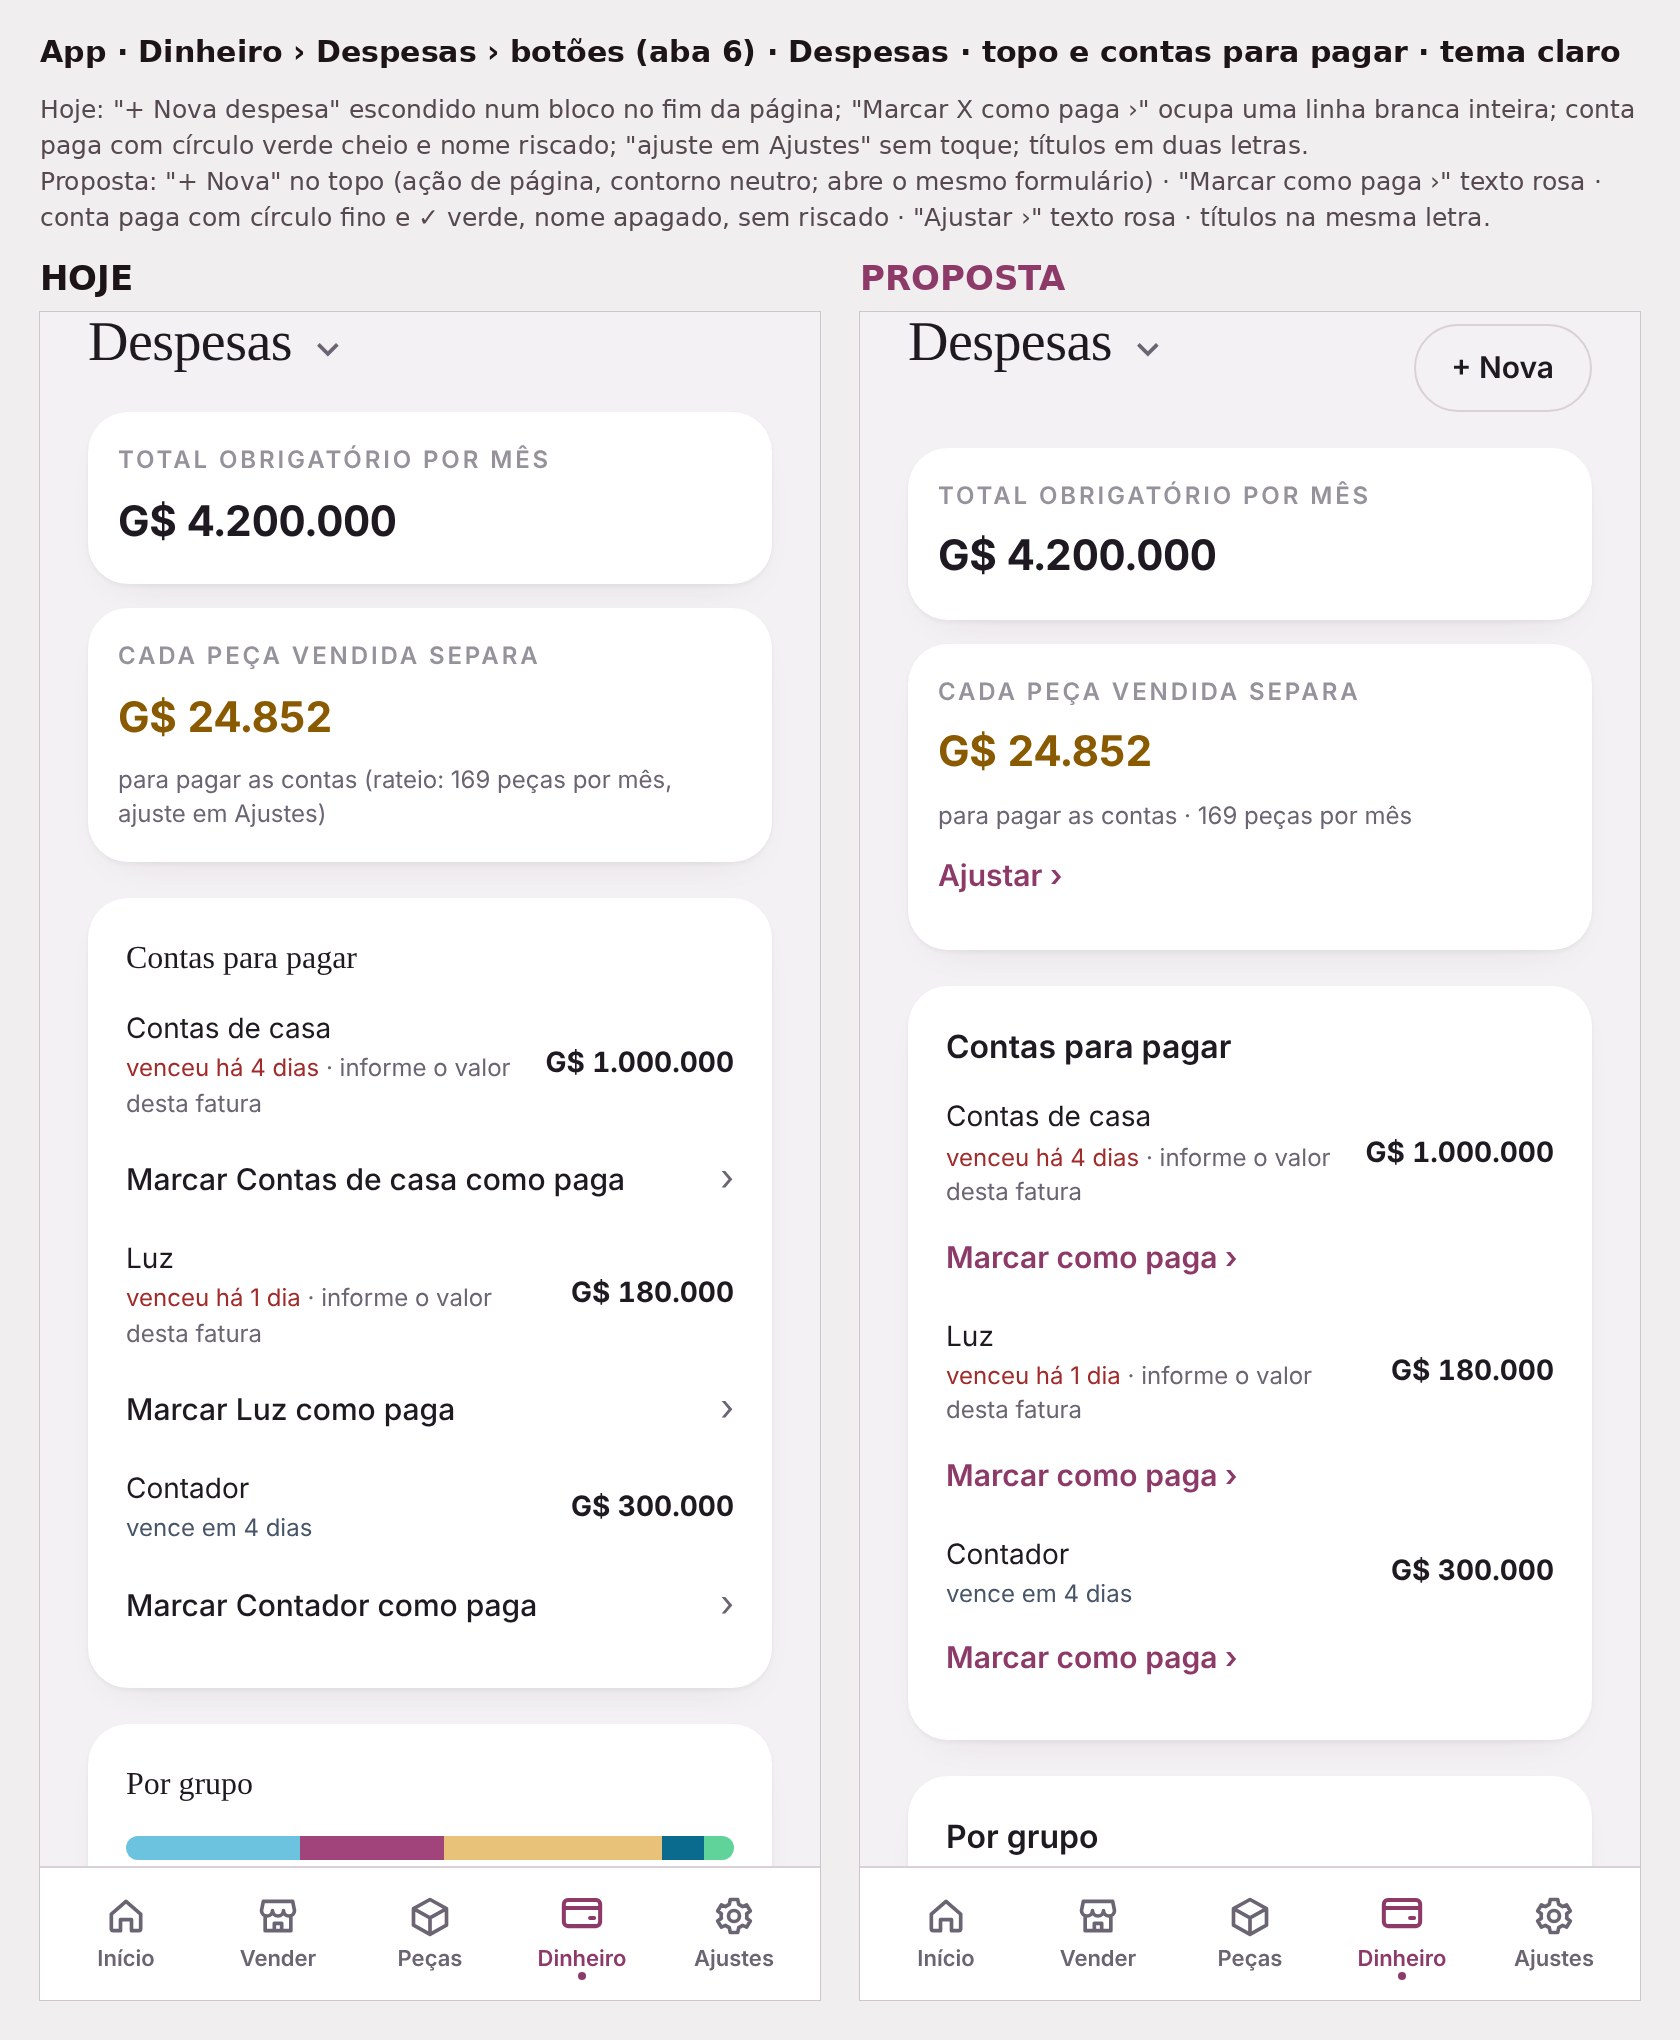 App · Dinheiro › Despesas › botões (aba 6) · Despesas · topo e contas para pagar · tema claro
Hoje: "+ Nova despesa" escondido num bloco no fim da página; "Marcar X como paga ›" ocupa uma linha branca inteira; conta
paga com círculo verde cheio e nome riscado; "ajuste em Ajustes" sem toque; títulos em duas letras.
Proposta: "+ Nova" no topo (ação de página, contorno neutro; abre o mesmo formulário) · "Marcar como paga ›" texto rosa ·
conta paga com círculo fino e ✓ verde, nome apagado, sem riscado · "Ajustar ›" texto rosa · títulos na mesma letra.
HOJE
Despesas
TOTAL OBRIGATÓRIO POR MÊS
G$ 4.200.000
CADA PEÇA VENDIDA SEPARA
G$ 24.852
para pagar as contas (rateio: 169 peças por mês,
ajuste em Ajustes)
Contas para pagar
Contas de casa
venceu há 4 dias · informe o valor
desta fatura
G$ 1.000.000
Marcar Contas de casa como paga ›
Luz
venceu há 1 dia · informe o valor
desta fatura
G$ 180.000
Marcar Luz como paga ›
Contador
vence em 4 dias
G$ 300.000
Marcar Contador como paga ›
Por grupo
Início
Vender
Peças
Dinheiro
Ajustes
PROPOSTA
Despesas
+ Nova
TOTAL OBRIGATÓRIO POR MÊS
G$ 4.200.000
CADA PEÇA VENDIDA SEPARA
G$ 24.852
para pagar as contas · 169 peças por mês
Ajustar ›
Contas para pagar
Contas de casa
venceu há 4 dias · informe o valor
desta fatura
G$ 1.000.000
Marcar como paga ›
Luz
venceu há 1 dia · informe o valor
desta fatura
G$ 180.000
Marcar como paga ›
Contador
vence em 4 dias
G$ 300.000
Marcar como paga ›
Por grupo
Início
Vender
Peças
Dinheiro
Ajustes